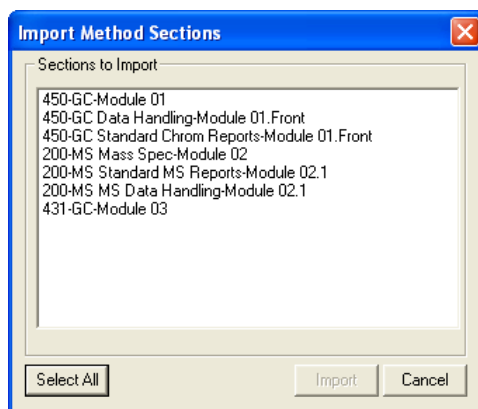 Import Method Sections
Sections to Import
450-GC-Module 01
450-GC Data Handling-Module 01.Front
450-GC Standard Chrom Reports-Module 01.Front
200-MS Mass Spec-Module 02
200-MS Standard MS Reports-Module 02.1
200-MS MS Data Handling-Module 02.1
431-GC-Module 03
Select All Import Cancel